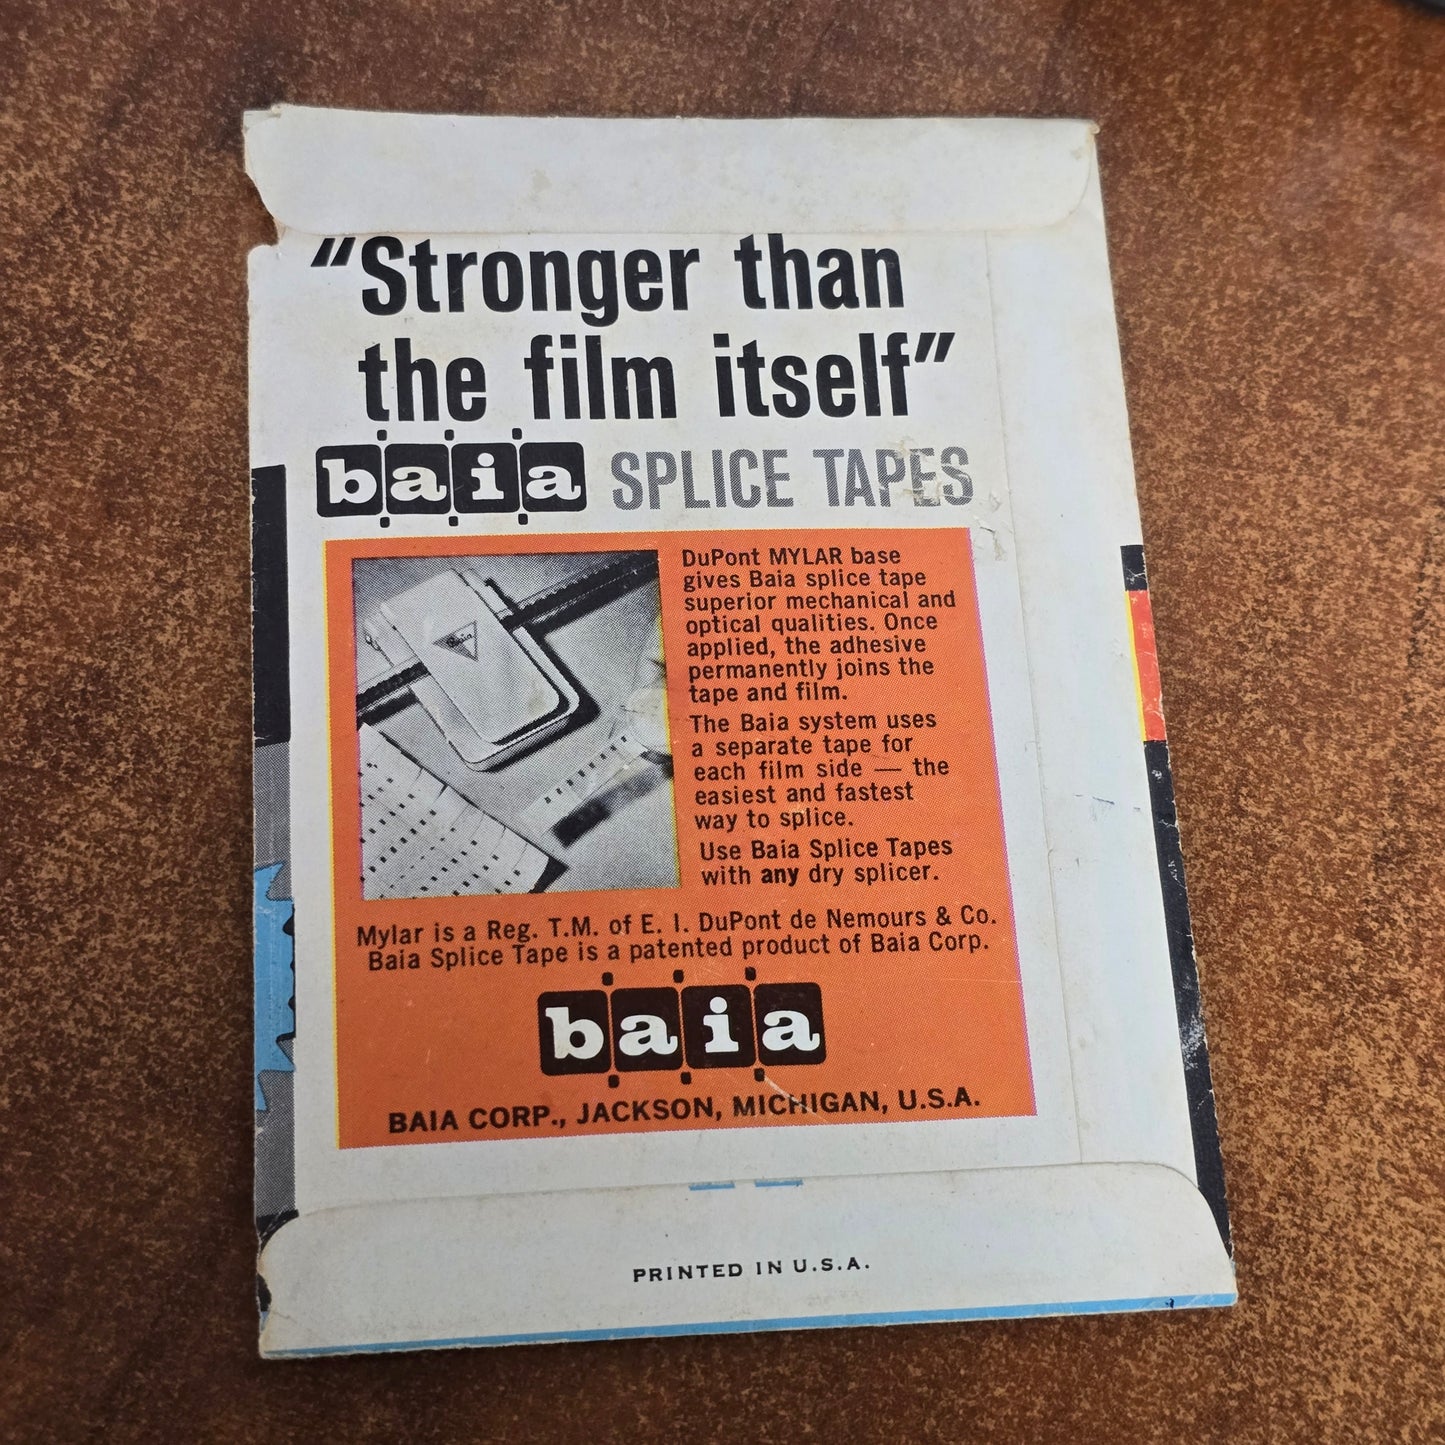 "Stronger than
the film itself"
baia SPLICE TAPES
Baia
DuPont MYLAR base
gives Baia splice tape
superior mechanical and
optical qualities. Once
applied, the adhesive
permanently joins the
tape and film.
The Baia system uses
a separate tape for
each film side — the
easiest and fastest
way to splice.
Use Baia Splice Tapes
with any dry splicer.
Mylar is a Reg. T.M. of E. I. DuPont de Nemours & Co.
Baia Splice Tape is a patented product of Baia Corp.
baia
BAIA CORP., JACKSON, MICHIGAN, U.S.A.
PRINTED IN U.S.A.